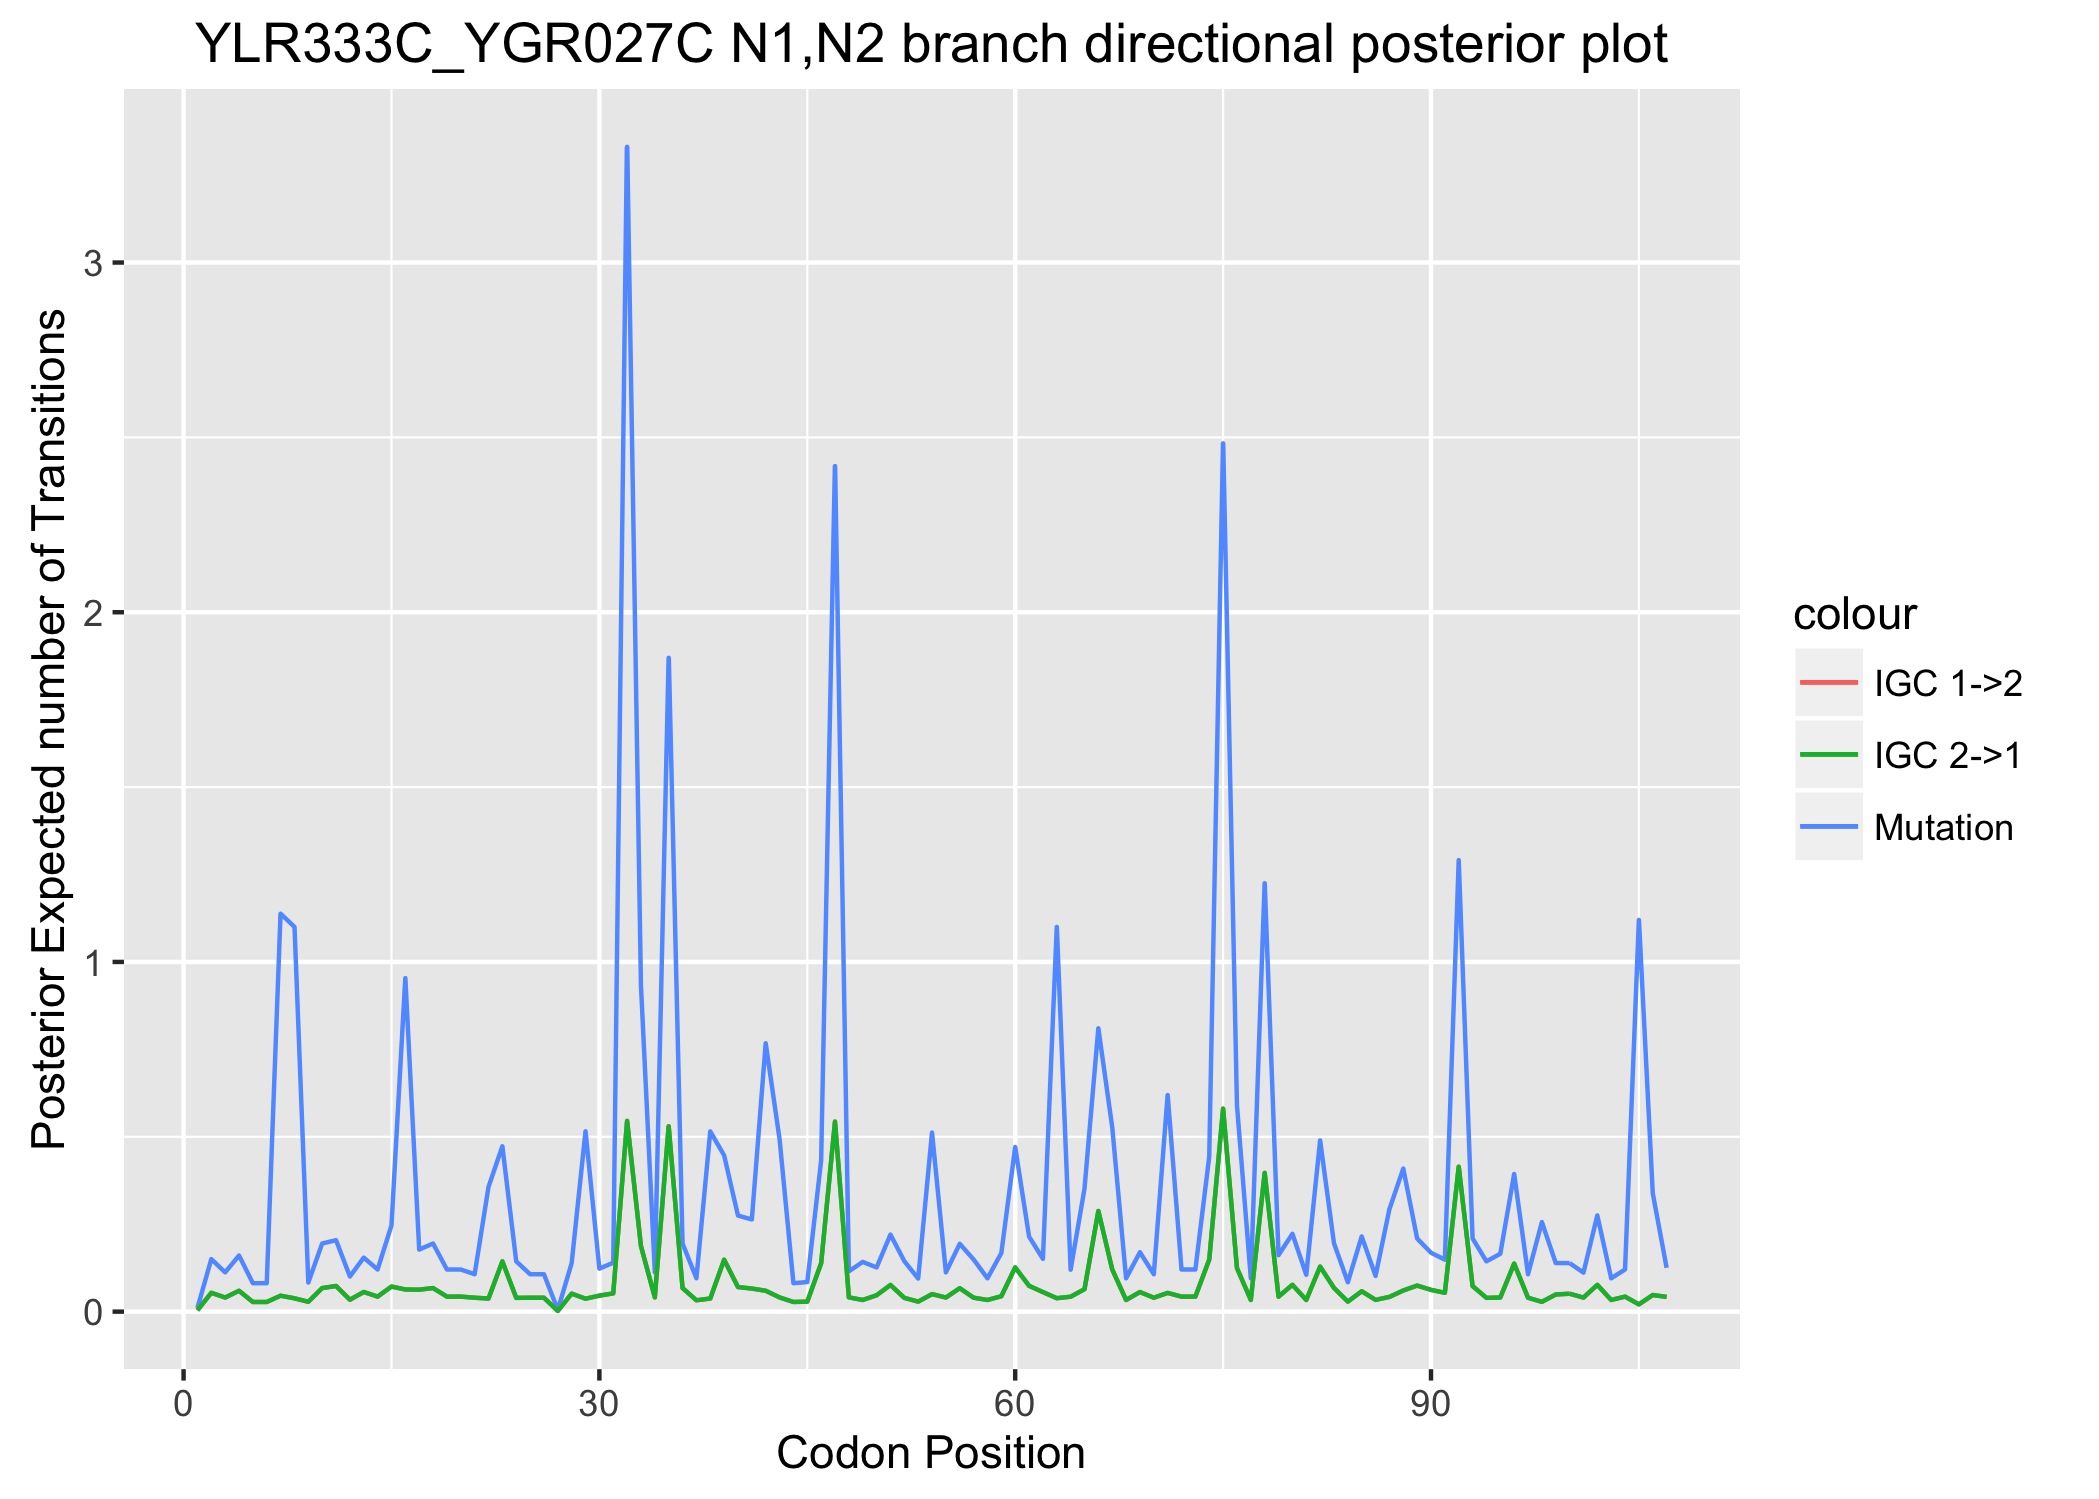 YLR333C_YGR027C N1,N2 branch directional posterior plot
Posterior Expected number of Transitions
3
2
1
0
0 30 60 90
Codon Position
colour
IGC 1->2
IGC 2->1
Mutation